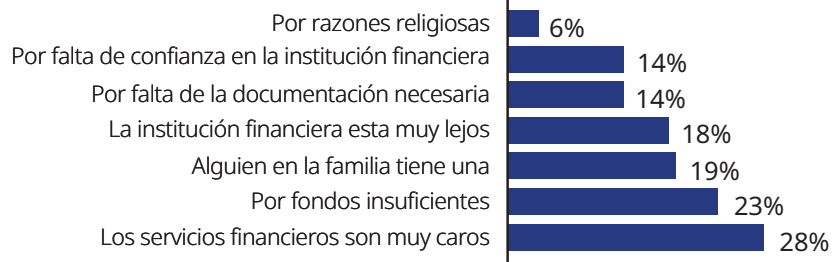 Por razones religiosas 6%
Por falta de confianza en la institución financiera 14%
Por falta de la documentación necesaria 14%
La institución financiera esta muy lejos 18%
Alguien en la familia tiene una 19%
Por fondos insuficientes 23%
Los servicios financieros son muy caros 28%